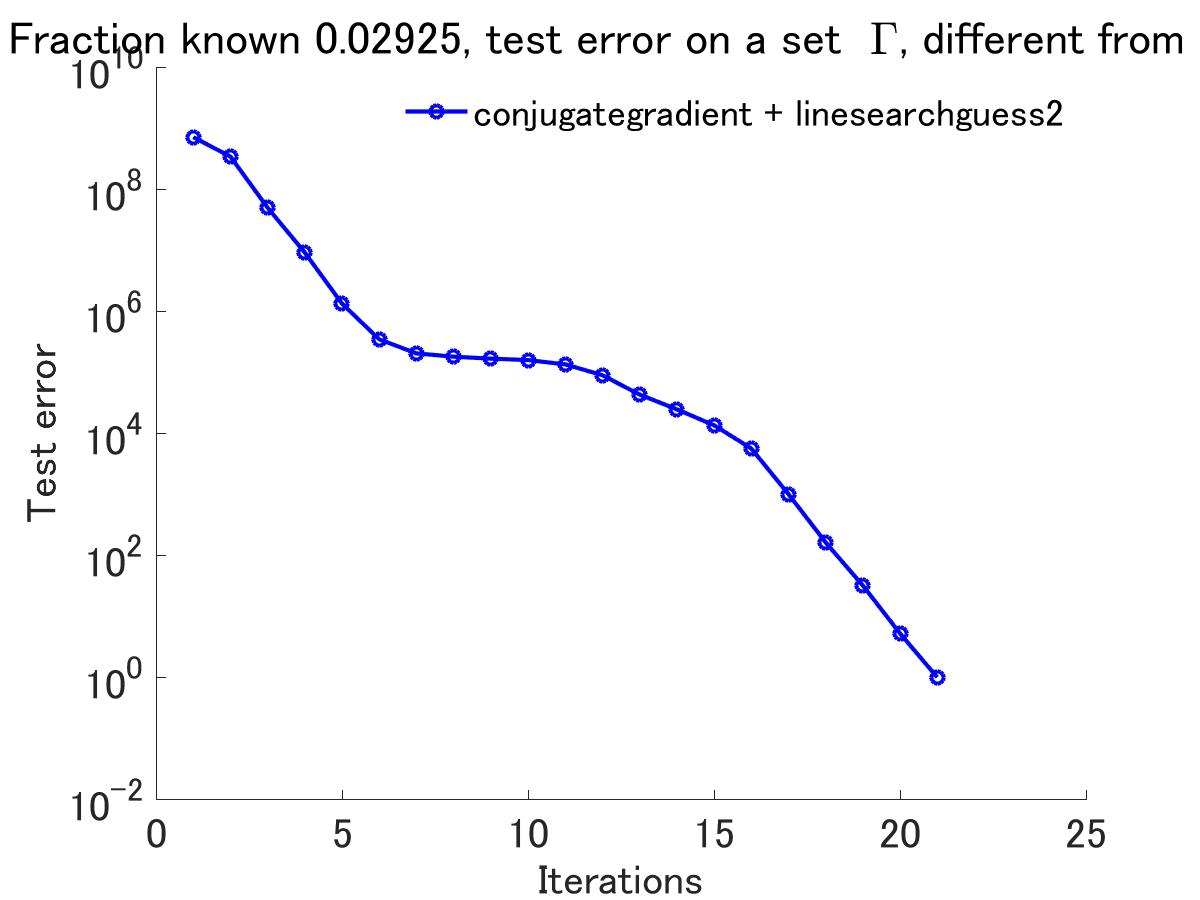 Fraction known 0.02925, test error on a set Γ, different from
10^10
conjugategradient + linesearchguess2
10^8
10^6
10^4
10^2
10^0
10^-2
Test error
0 5 10 15 20 25
Iterations